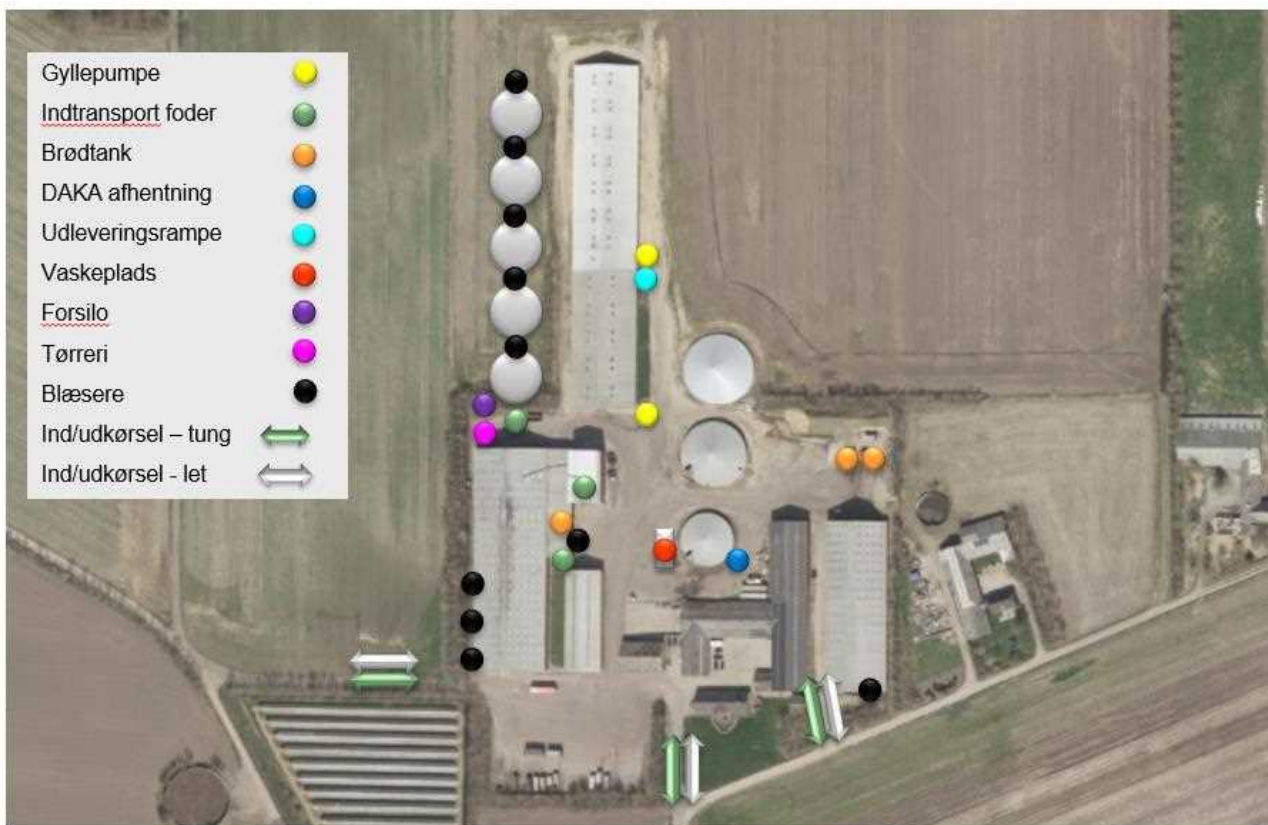 Gyllepumpe
Indtransport foder
Brødtank
DAKA afhentning
Udleveringsrampe
Vaskeplads
Forsilo
Tørreri
Blæsere
Ind/udkørsel – tung
Ind/udkørsel - let